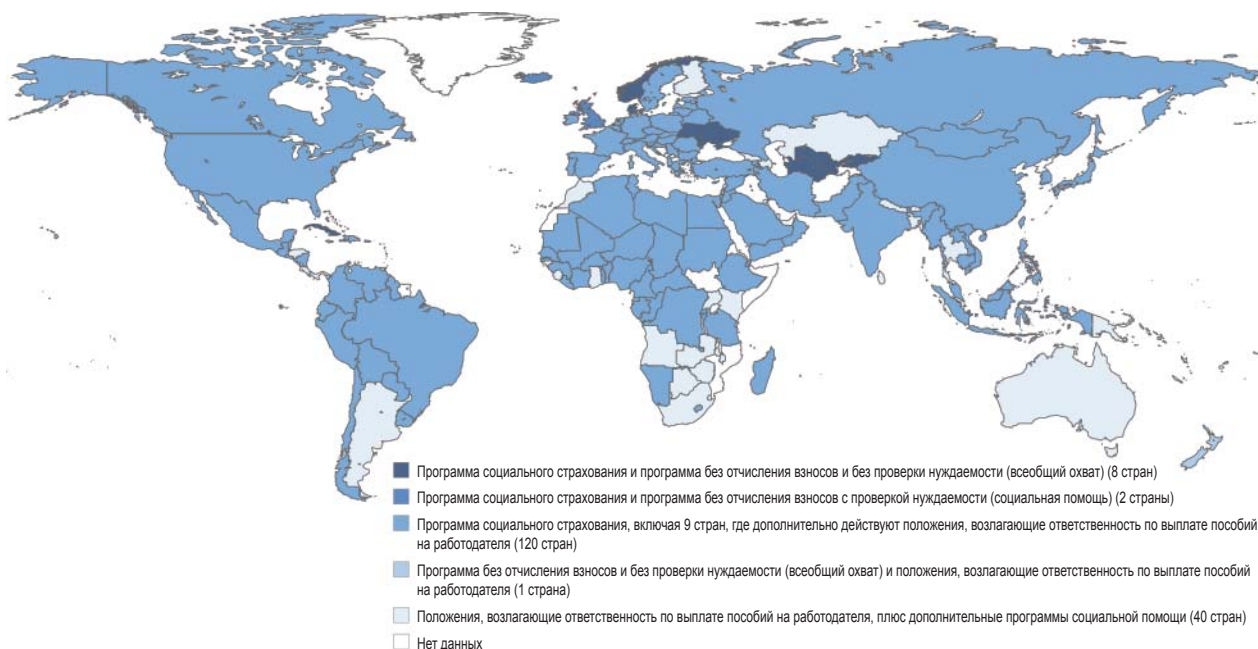 Программа социального страхования и программа без отчисления взносов и без проверки нуждаемости (всеобщий охват) (8 стран)
Программа социального страхования и программа без отчисления взносов с проверкой нуждаемости (социальная помощь) (2 страны)
Программа социального страхования, включая 9 стран, где дополнительно действуют положения, возлагающие ответственность по выплате пособий
на работодателя (120 стран)
Программа без отчисления взносов и без проверки нуждаемости (всеобщий охват) и положения, возлагающие ответственность по выплате пособий
на работодателя (1 страна)
Положения, возлагающие ответственность по выплате пособий на работодателя, плюс дополнительные программы социальной помощи (40 стран)
Нет данных